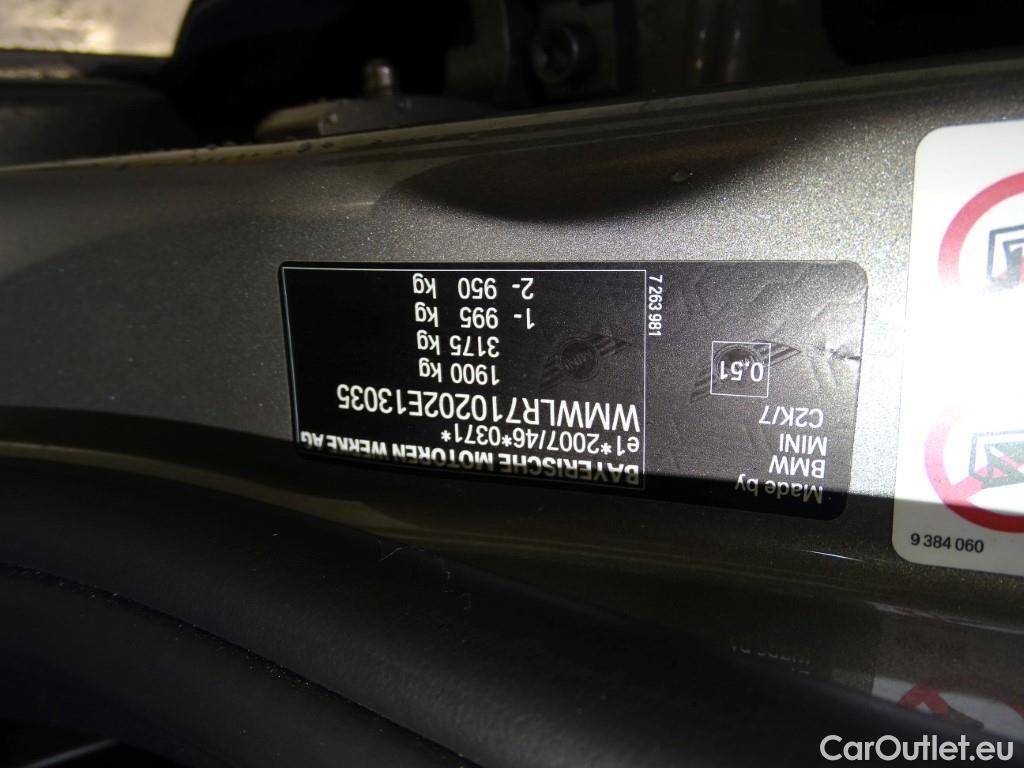 BAYERISCHE MOTOREN WERKE AG
e1*2007/46*0371*
WMWLR710202E13035
1900 kg
3175 kg
1- 995 kg
2- 950 kg
Made by
BMW
MINI
C2K/7
0,51
7 263 981
9 384 060
CarOutlet.eu